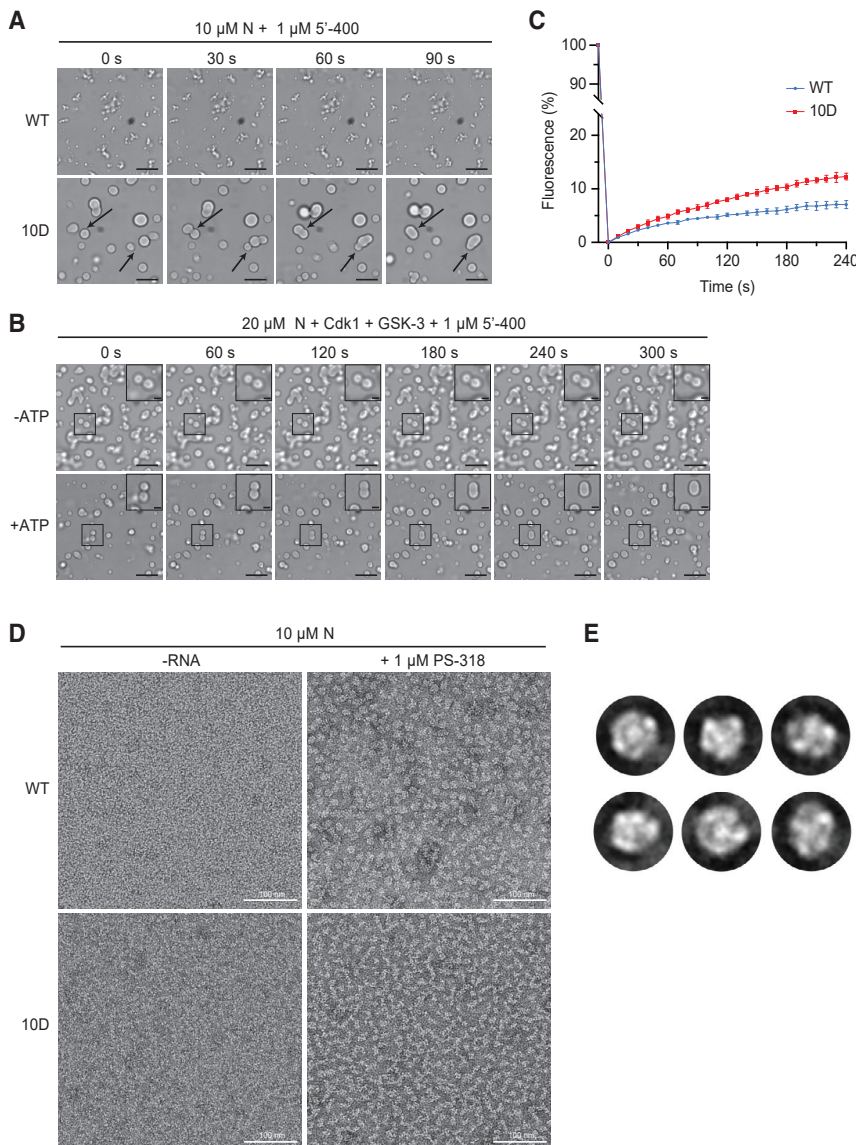 A
10 µM N + 1 µM 5'-400
0 s 30 s 60 s 90 s
WT
10D
B
20 µM N + Cdk1 + GSK-3 + 1 µM 5'-400
0 s 60 s 120 s 180 s 240 s 300 s
-ATP
+ATP
C
100
90
20
10
0
Fluorescence (%)
WT
10D
0 60 120 180 240
Time (s)
D
10 µM N
-RNA + 1 µM PS-318
WT
100 nm 100 nm
10D
100 nm 100 nm
E